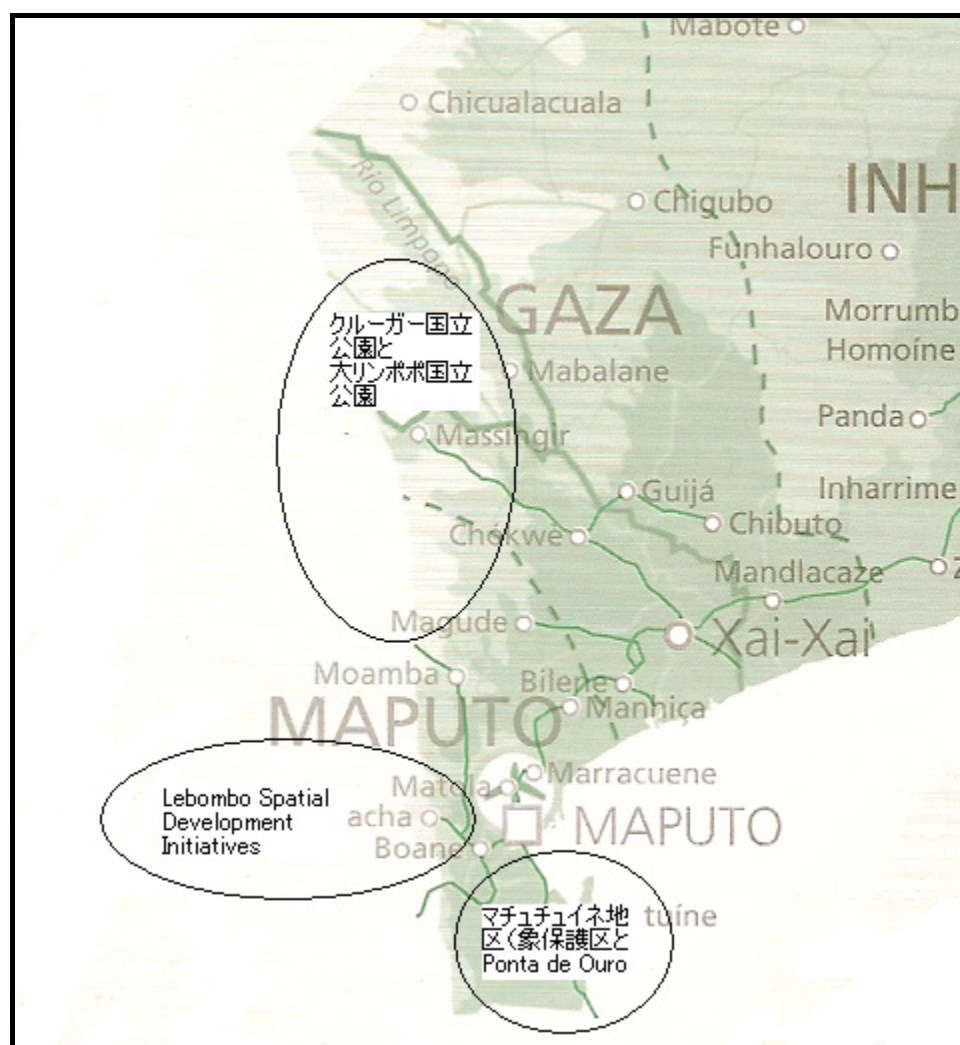 Mabote
Chicualacuala
Rio Limpopo
Chigubo
INH
Funhalouro
GAZA
Morrumb
Homoíne
クルーガー国立
公園と
大リンポポ国立
公園
Mabalane
Panda
Massingir
Guijá
Inharrime
Chókwè
Chibuto
Mandlacaze
Z
Magude
Xai-Xai
Moamba
Bilene
Manhiça
MAPUTO
Marracuene
Matola
Lebombo Spatial
Development
Initiatives
acha
MAPUTO
Boane
マチュチュイネ地
区（象保護区と
Ponta de Ouro
tuíne